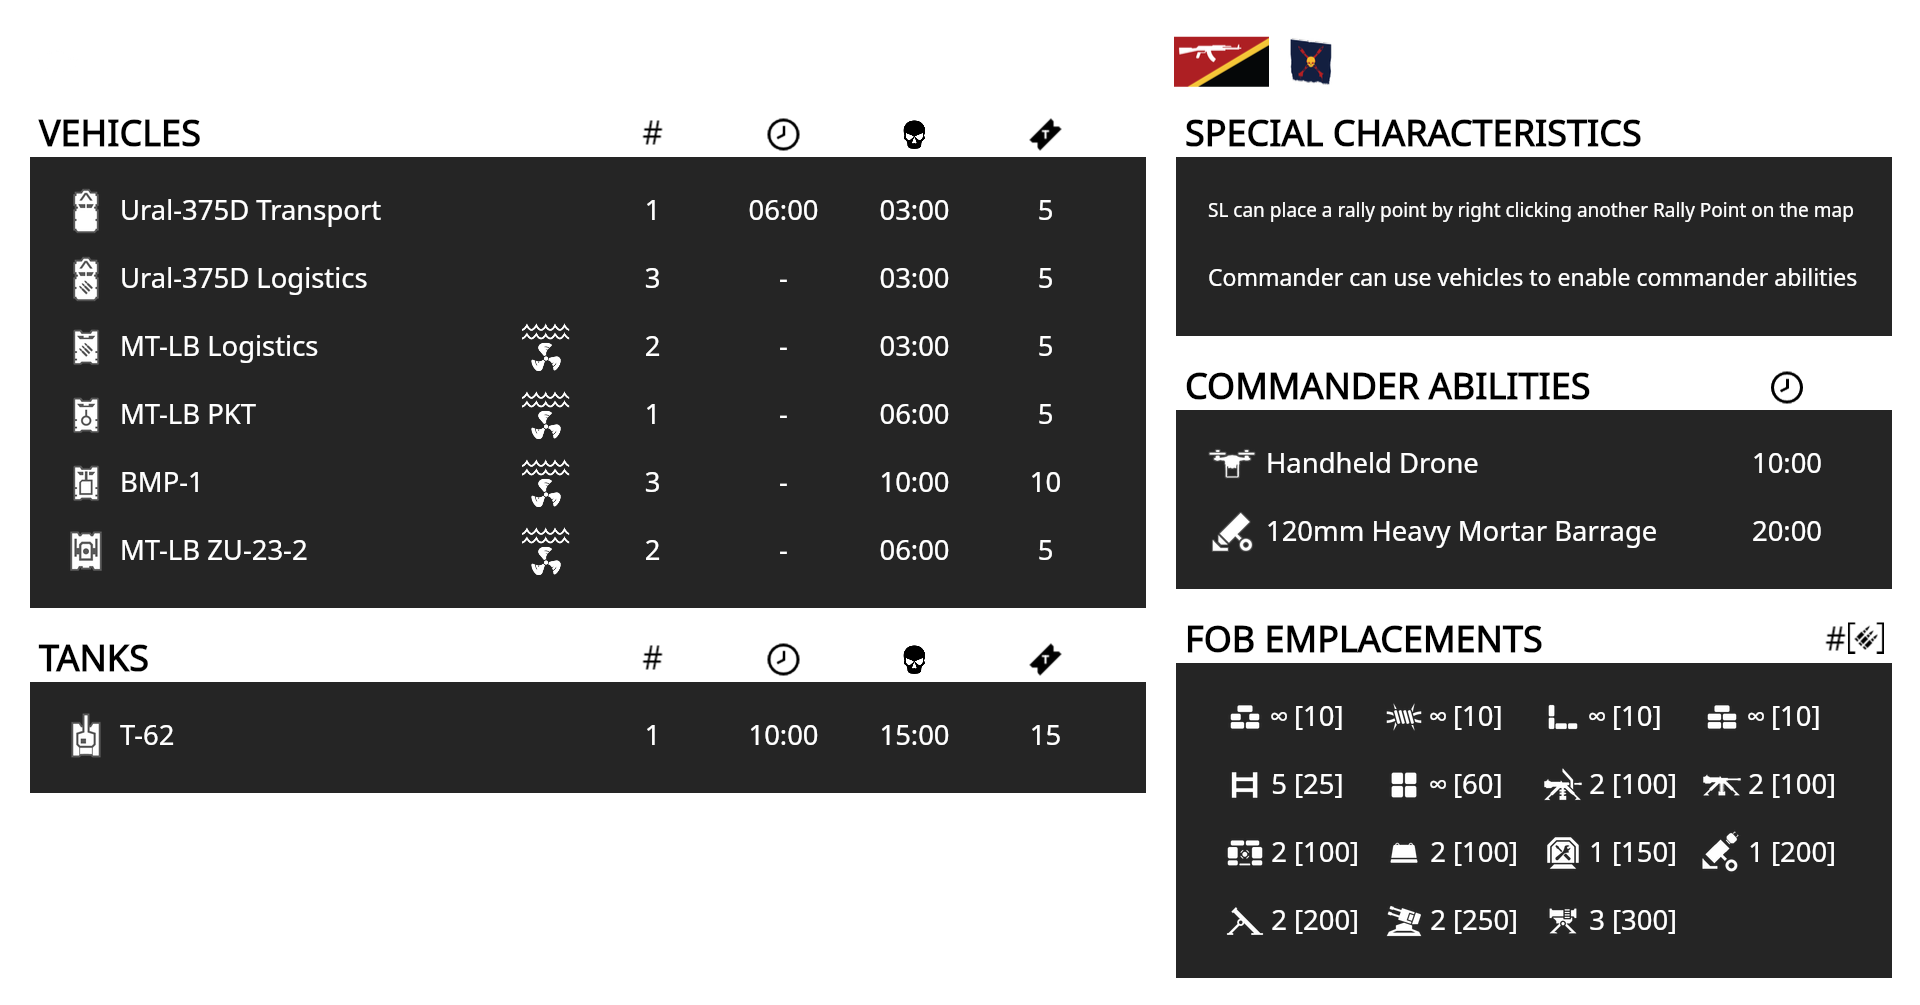 VEHICLES #
Ural-375D Transport 1 06:00 03:00 5
Ural-375D Logistics 3 - 03:00 5
MT-LB Logistics 2 - 03:00 5
MT-LB PKT 1 - 06:00 5
BMP-1 3 - 10:00 10
MT-LB ZU-23-2 2 - 06:00 5
TANKS #
T-62 1 10:00 15:00 15
SPECIAL CHARACTERISTICS
SL can place a rally point by right clicking another Rally Point on the map
Commander can use vehicles to enable commander abilities
COMMANDER ABILITIES
Handheld Drone 10:00
120mm Heavy Mortar Barrage 20:00
FOB EMPLACEMENTS #[ ]
∞ [10] ∞ [10] ∞ [10] ∞ [10]
5 [25] ∞ [60] 2 [100] 2 [100]
2 [100] 2 [100] 1 [150] 1 [200]
2 [200] 2 [250] 3 [300]